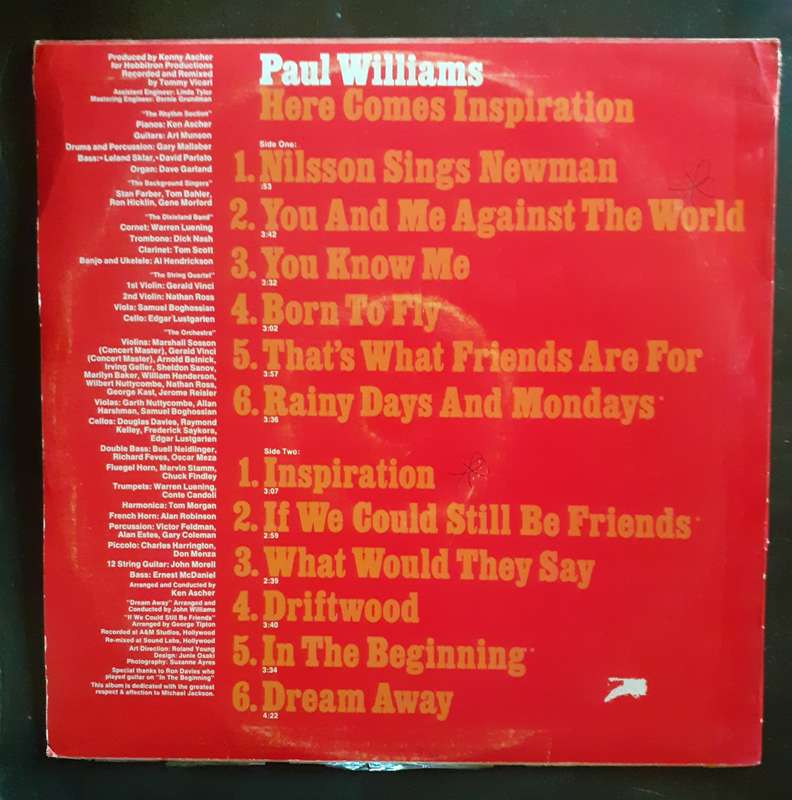 Produced by Kenny Ascher
for Hobbitron Productions
Recorded and Remixed
by Tommy Vicari
Assistant Engineer: Linda Tyler
Mastering Engineer: Bernie Grundman
"The Rhythm Section"
Pianos: Ken Ascher
Guitars: Art Munson
Drums and Percussion: Gary Mallaber
Bass:• Leland Sklar, • David Parlato
Organ: Dave Garland
"The Background Singers"
Stan Farber, Tom Bahler,
Ron Hicklin, Gene Morford
"The Dixieland Band"
Cornet: Warren Luening
Trombone: Dick Nash
Clarinet: Tom Scott
Banjo and Ukelele: Al Hendrickson
"The String Quartet"
1st Violin: Gerald Vinci
2nd Violin: Nathan Ross
Viola: Samuel Boghossian
Cello: Edgar Lustgarten
"The Orchestra"
Violins: Marshall Sosson
(Concert Master), Gerald Vinci
(Concert Master), Arnold Belnick,
Irving Geller, Sheldon Sanov,
Marilyn Baker, William Henderson,
Wilbert Nuttycombe, Nathan Ross,
George Kast, Jerome Reisler
Violas: Garth Nuttycombe, Allan
Harshman, Samuel Boghossian
Cellos: Douglas Davies, Raymond
Kelley, Frederick Seykora,
Edgar Lustgarten
Double Bass: Buell Neidlinger,
Richard Feves, Oscar Meza
Fluegel Horn, Marvin Stamm,
Chuck Findley
Trumpets: Warren Luening,
Conte Candoli
Harmonica: Tom Morgan
French Horn: Alan Robinson
Percussion: Victor Feldman,
Alan Estes, Gary Coleman
Piccolo: Charles Harrington,
Don Menza
12 String Guitar: John Morell
Bass: Ernest McDaniel
Arranged and Conducted by
Ken Ascher
"Dream Away" Arranged and
Conducted by John Williams
"If We Could Still Be Friends"
Arranged by George Tipton
Recorded at A&M Studios, Hollywood
Re-mixed at Sound Labs, Hollywood
Art Direction: Roland Young
Design: Junie Osaki
Photography: Suzanne Ayres
Special thanks to Ron Davies who
played guitar on "In The Beginning"
This album is dedicated with the greatest
respect & affection to Michael Jackson.
Paul Williams
Here Comes Inspiration
Side One:
1. Nilsson Sings Newman
:53
2. You And Me Against The World
3:42
3. You Know Me
3:32
4. Born To Fly
3:02
5. That's What Friends Are For
3:57
6. Rainy Days And Mondays•
3:36
Side Two:
1. Inspiration
3:07
2. If We Could Still Be Friends•
2:59
3. What Would They Say
2:39
4. Driftwood
3:40
5. In The Beginning•
3:34
6. Dream Away
4:22